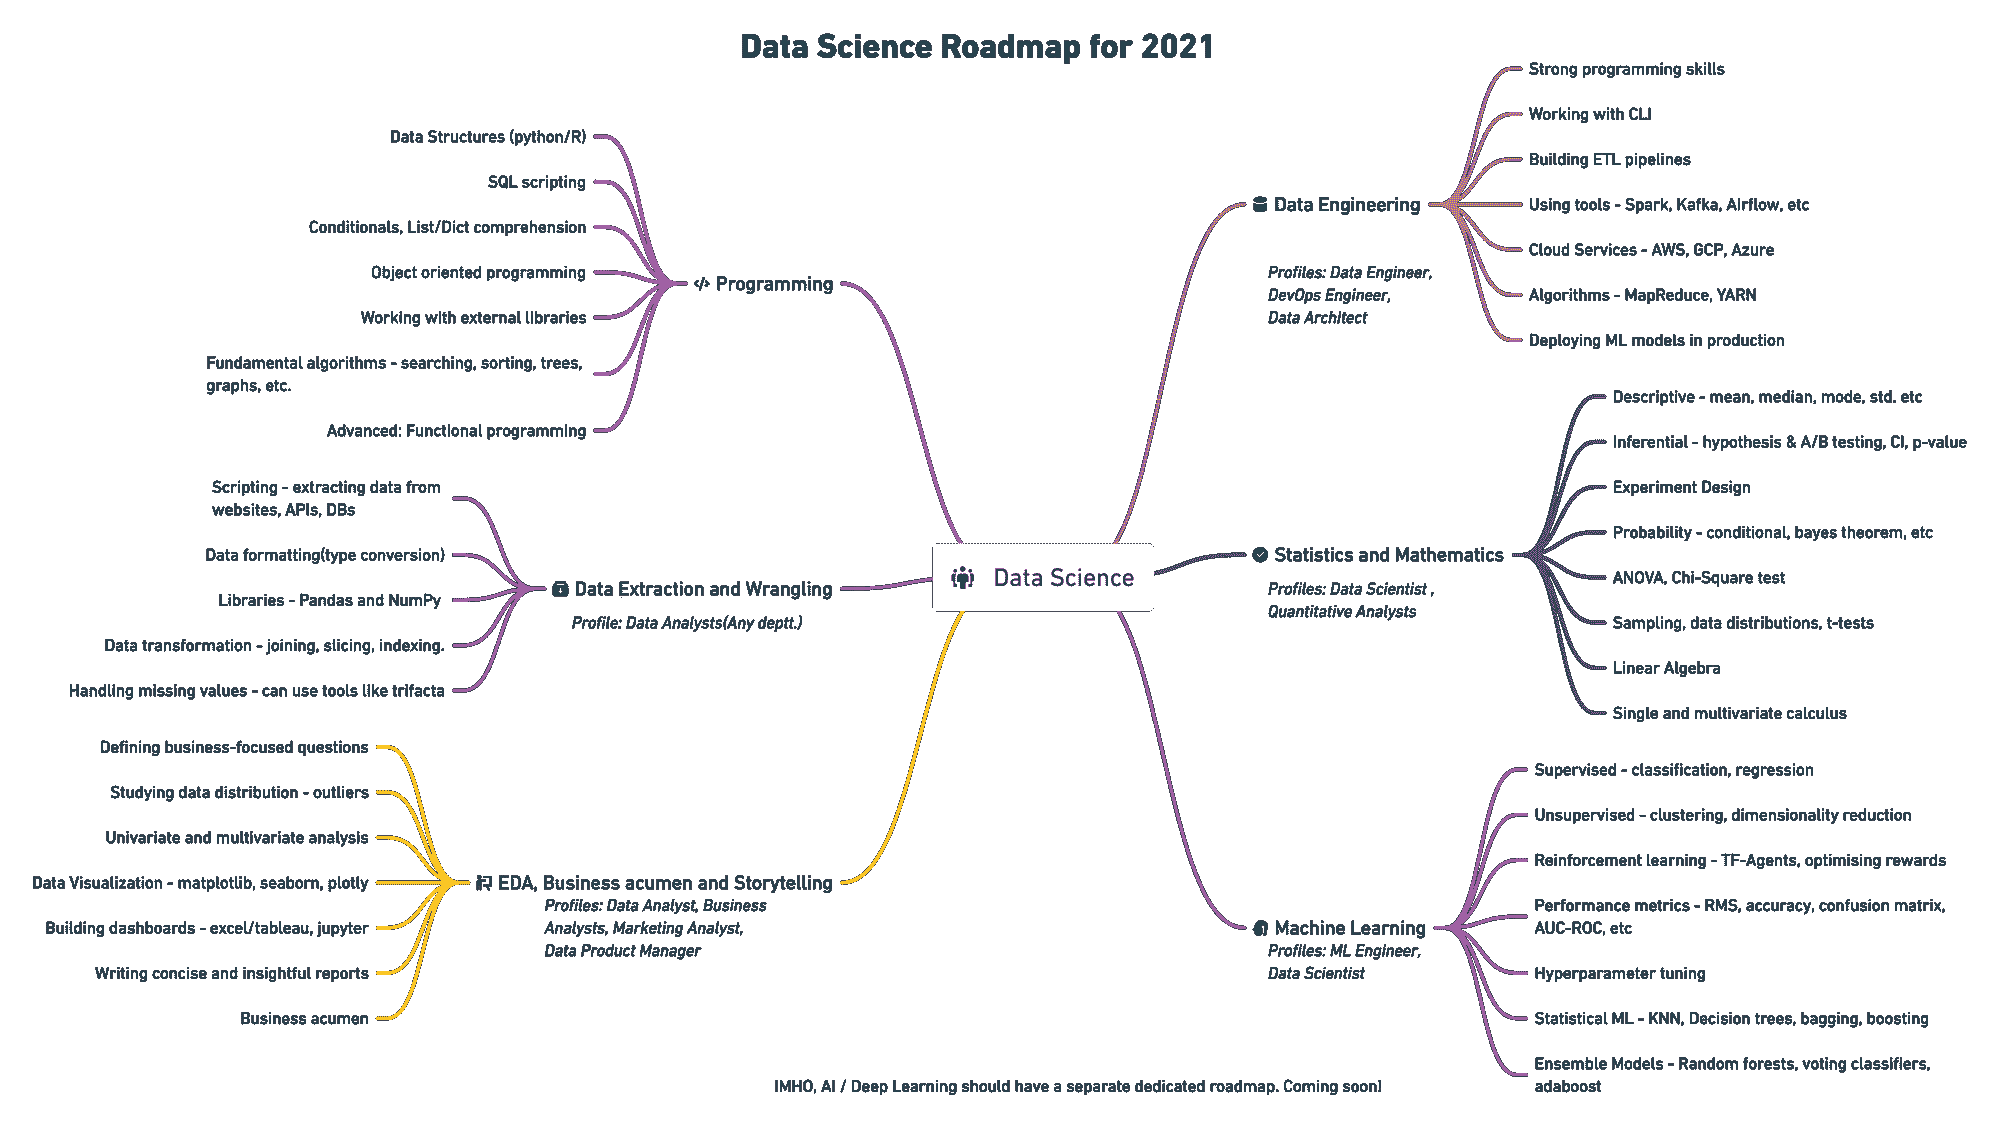 Data Science Roadmap for 2021
Data Structures (python/R)
SQL scripting
Conditionals, List/Dict comprehension
Object oriented programming
Working with external libraries
Fundamental algorithms - searching, sorting, trees,
graphs, etc.
Advanced: Functional programming
Programming
Scripting - extracting data from
websites, APIs, DBs
Data formatting(type conversion)
Libraries - Pandas and NumPy
Data transformation - joining, slicing, indexing.
Handling missing values - can use tools like trifacta
Data Extraction and Wrangling
Profile: Data Analysts(Any deptt.)
Defining business-focused questions
Studying data distribution - outliers
Univariate and multivariate analysis
Data Visualization - matplotlib, seaborn, plotly
Building dashboards - excel/tableau, jupyter
Writing concise and insightful reports
Business acumen
EDA, Business acumen and Storytelling
Profiles: Data Analyst, Business
Analysts, Marketing Analyst,
Data Product Manager
Data Science
Data Engineering
Profiles: Data Engineer,
DevOps Engineer,
Data Architect
Strong programming skills
Working with CLI
Building ETL pipelines
Using tools - Spark, Kafka, Airflow, etc
Cloud Services - AWS, GCP, Azure
Algorithms - MapReduce, YARN
Deploying ML models in production
Statistics and Mathematics
Profiles: Data Scientist ,
Quantitative Analysts
Descriptive - mean, median, mode, std. etc
Inferential - hypothesis & A/B testing, CI, p-value
Experiment Design
Probability - conditional, bayes theorem, etc
ANOVA, Chi-Square test
Sampling, data distributions, t-tests
Linear Algebra
Single and multivariate calculus
Machine Learning
Profiles: ML Engineer,
Data Scientist
Supervised - classification, regression
Unsupervised - clustering, dimensionality reduction
Reinforcement learning - TF-Agents, optimising rewards
Performance metrics - RMS, accuracy, confusion matrix,
AUC-ROC, etc
Hyperparameter tuning
Statistical ML - KNN, Decision trees, bagging, boosting
Ensemble Models - Random forests, voting classifiers,
adaboost
IMHO, AI / Deep Learning should have a separate dedicated roadmap. Coming soon!